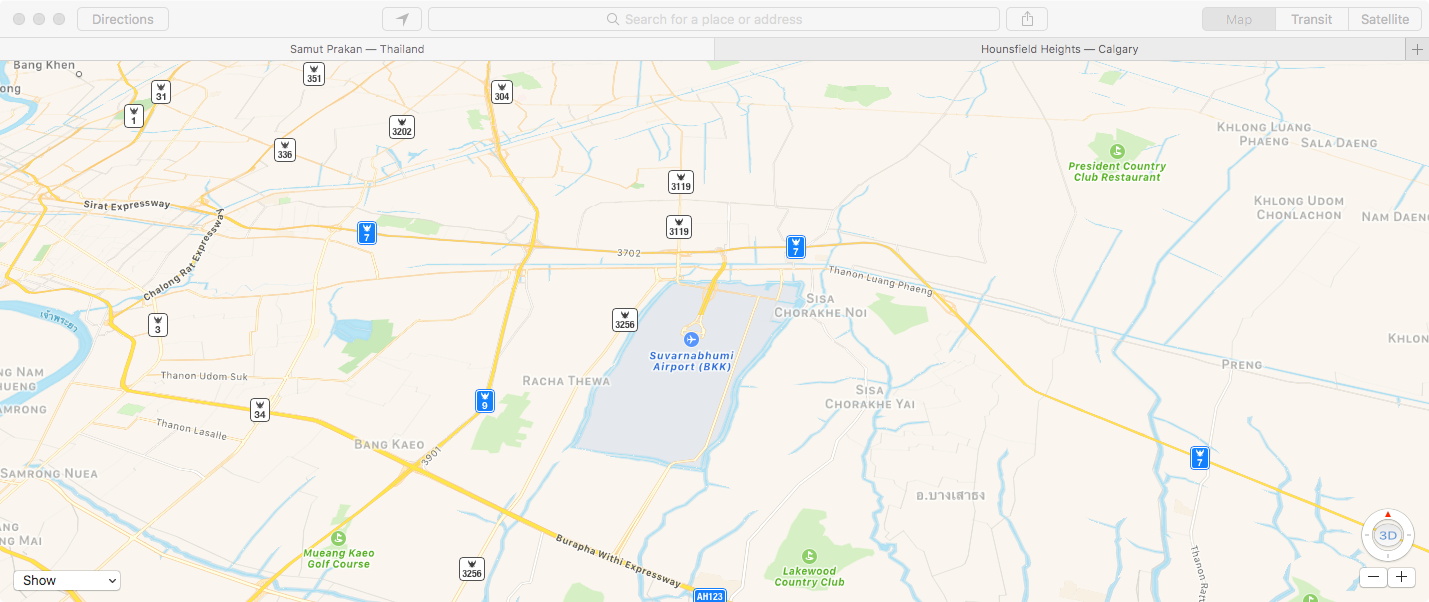 Directions
Search for a place or address
Map
Transit
Satellite
Samut Prakan — Thailand
Hounsfield Heights — Calgary
Bang Khen
ong
351
31
304
1
3202
336
KHLONG LUANG
PHAENG
SALA DAENG
President Country
Club Restaurant
3119
KHLONG UDOM
CHONLACHON
NAM DAENG
Sirat Expressway
7
3119
7
3702
Chalong Rat Expressway
Thanon Luang Phaeng
SISA
CHORAKHE NOI
เจ้าพระยา
3
3256
Suvarnabhumi
Airport (BKK)
KHLON
NG NAM
HUENG
Thanon Udom Suk
RACHA THEWA
PRENG
SISA
CHORAKHE YAI
AMRONG
34
9
Thanon Lasalle
BANG KAEO
3901
7
SAMRONG NUEA
อ.บางเสาธง
ANG
NG MAI
3D
Mueang Kaeo
Golf Course
Burapha Withi Expressway
3256
Lakewood
Country Club
Thanon Rat
Show
AH123